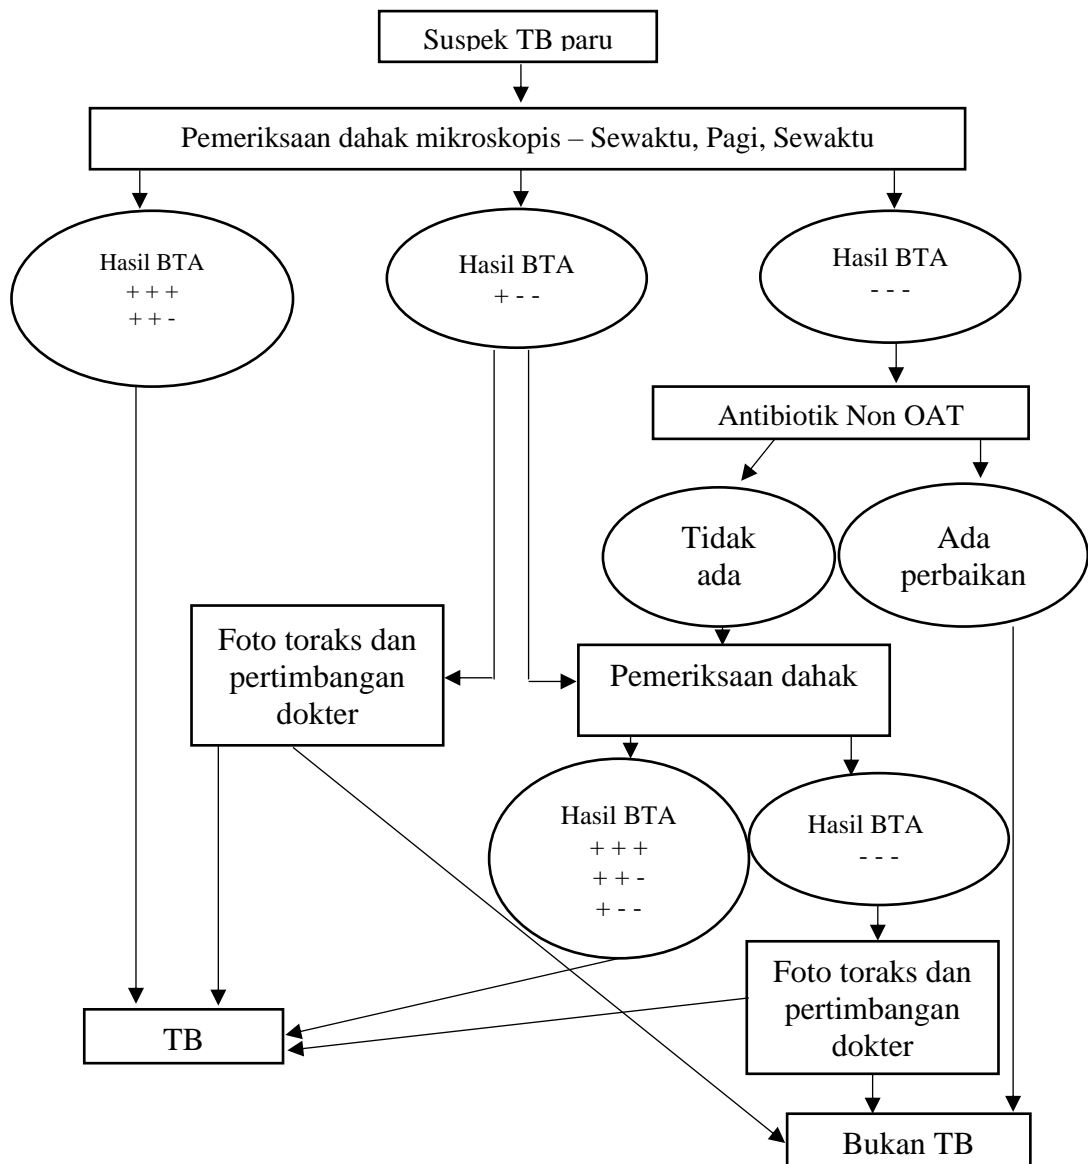 Suspek TB paru
Pemeriksaan dahak mikroskopis – Sewaktu, Pagi, Sewaktu
Hasil BTA
+ + +
+ + -
Hasil BTA
+ - -
Hasil BTA
- - -
Antibiotik Non OAT
Tidak
ada
Ada
perbaikan
Foto toraks dan
pertimbangan
dokter
Pemeriksaan dahak
Hasil BTA
+ + +
+ + -
+ - -
Hasil BTA
- - -
Foto toraks dan
pertimbangan
dokter
TB
Bukan TB